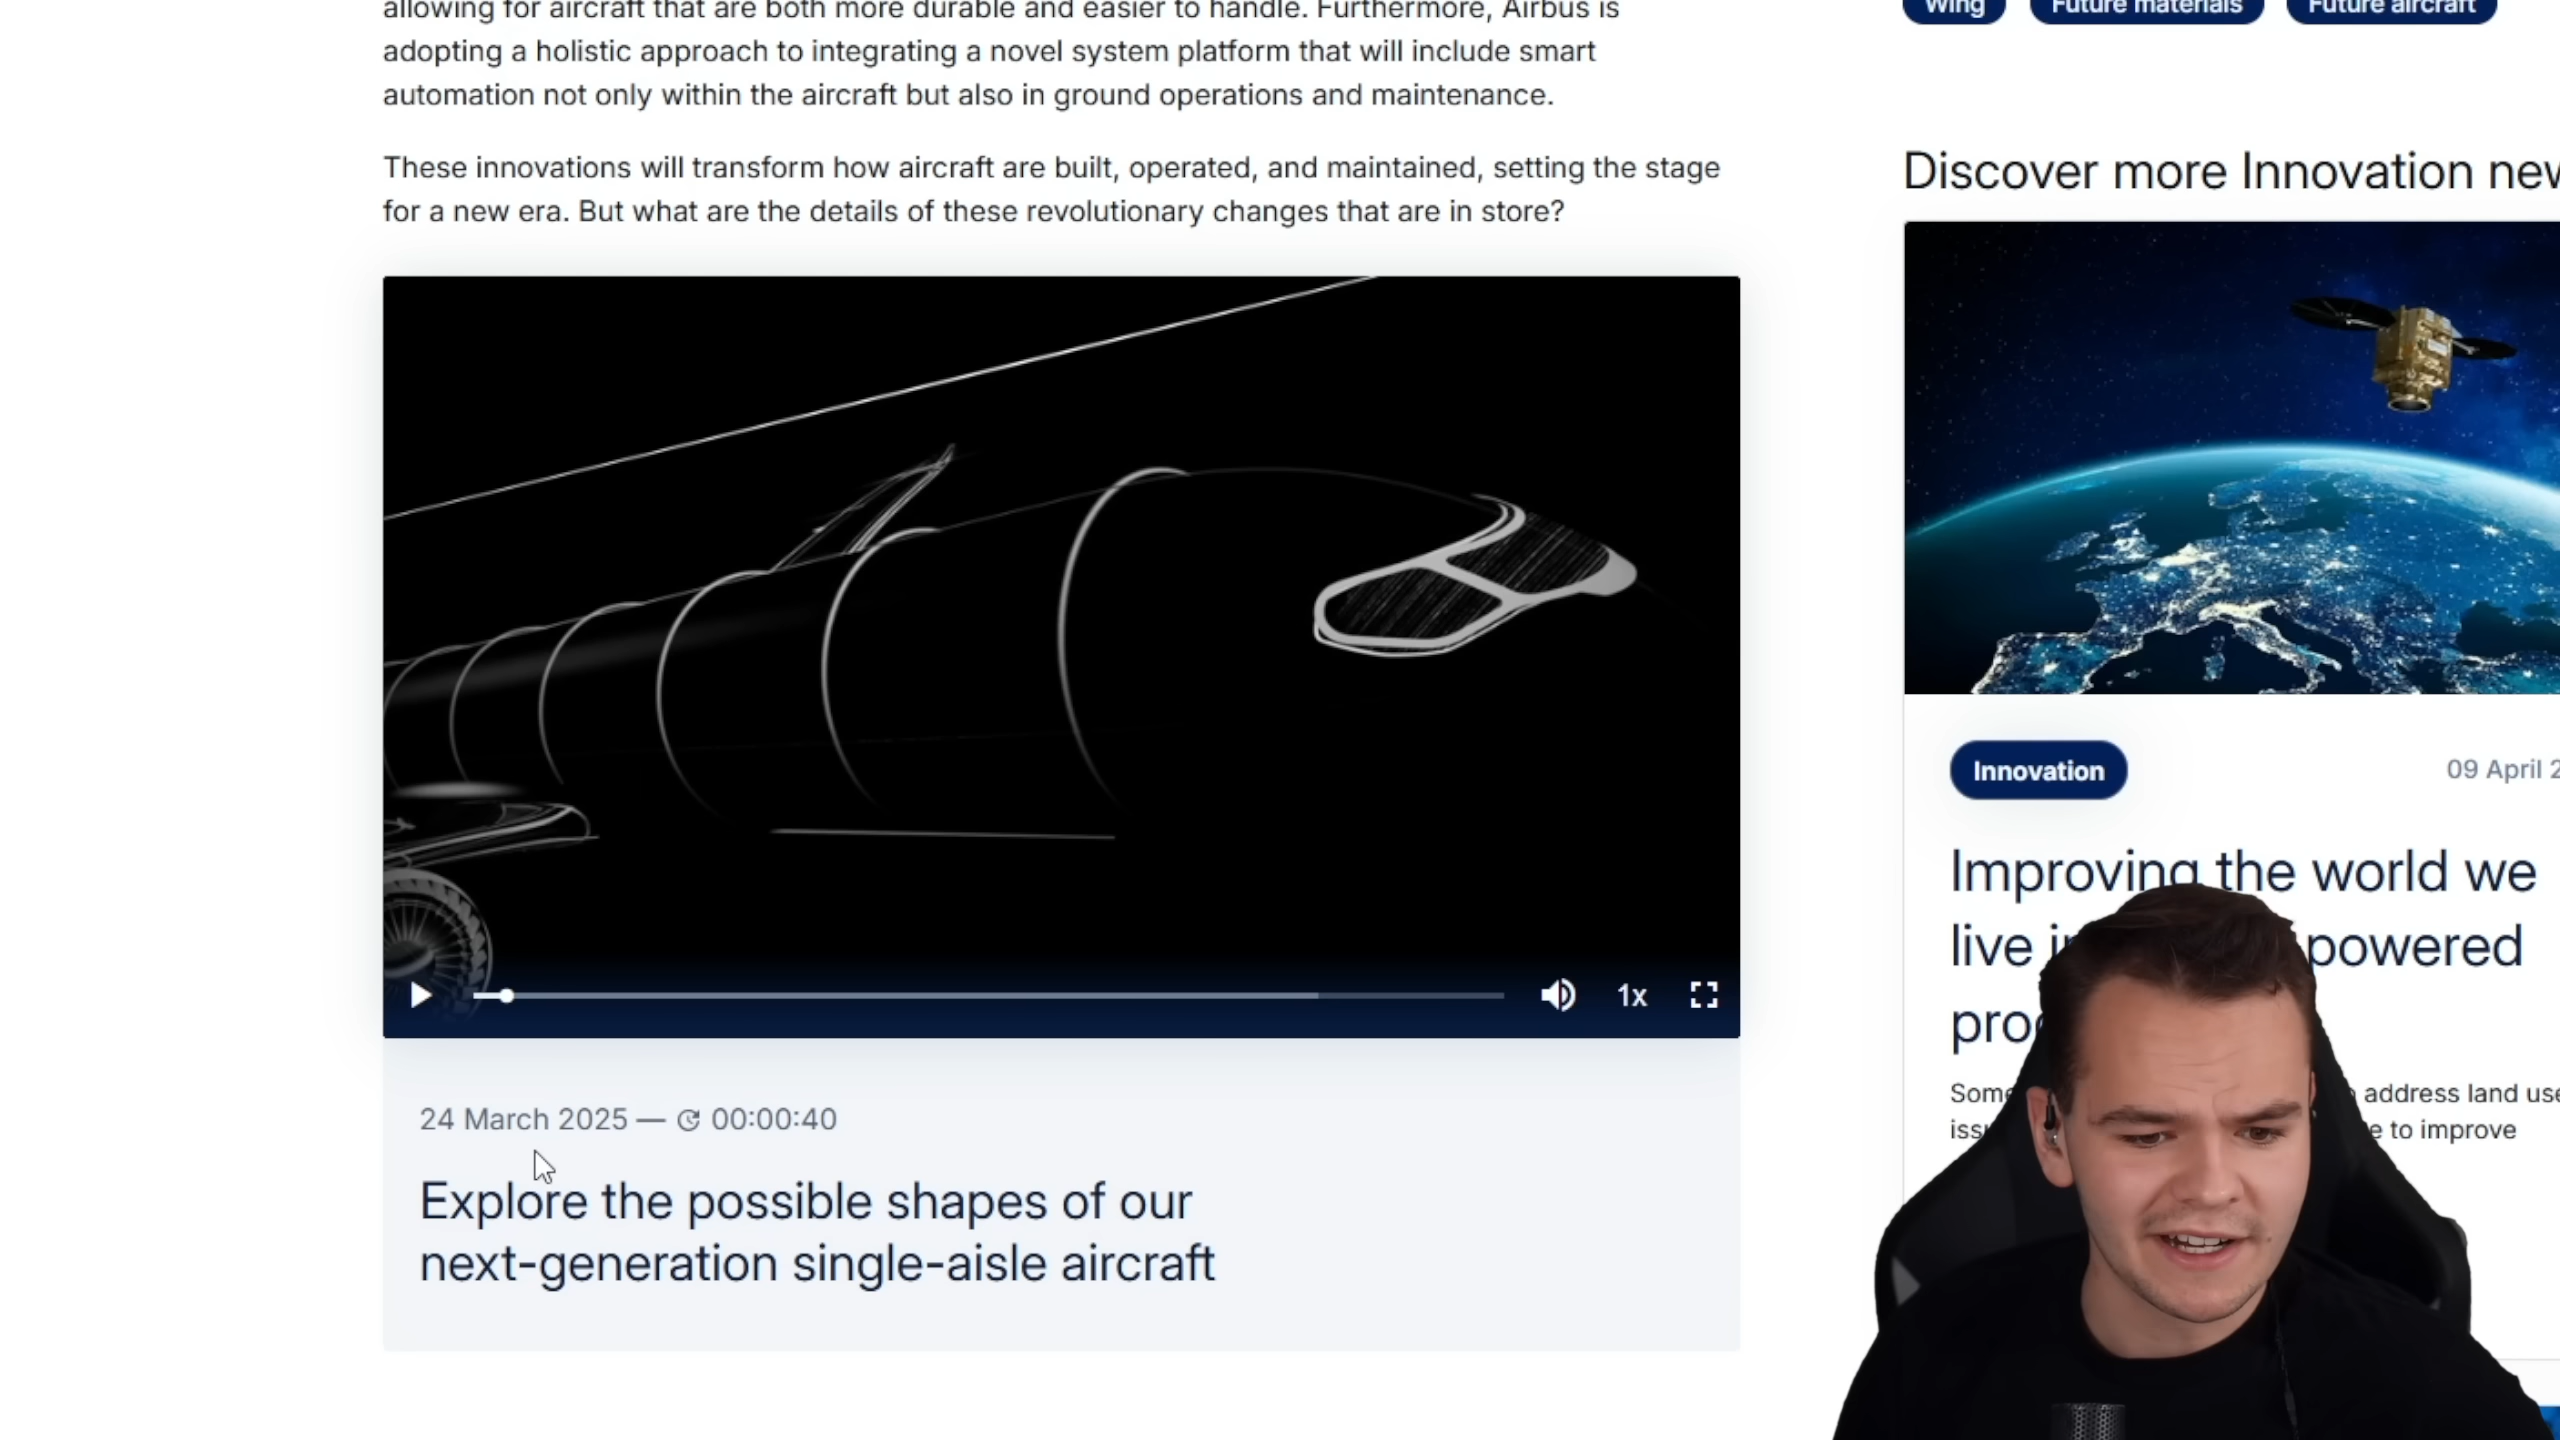 allowing for aircraft that are both more durable and easier to handle. Furthermore, Airbus is
adopting a holistic approach to integrating a novel system platform that will include smart
automation not only within the aircraft but also in ground operations and maintenance.
These innovations will transform how aircraft are built, operated, and maintained, setting the stage
for a new era. But what are the details of these revolutionary changes that are in store?
1x
24 March 2025 — 00:00:40
Explore the possible shapes of our
next-generation single-aisle aircraft
Wing Future materials Future aircraft
Discover more Innovation
Innovation
09 April
Improving the world we
live powered
address land
to improve